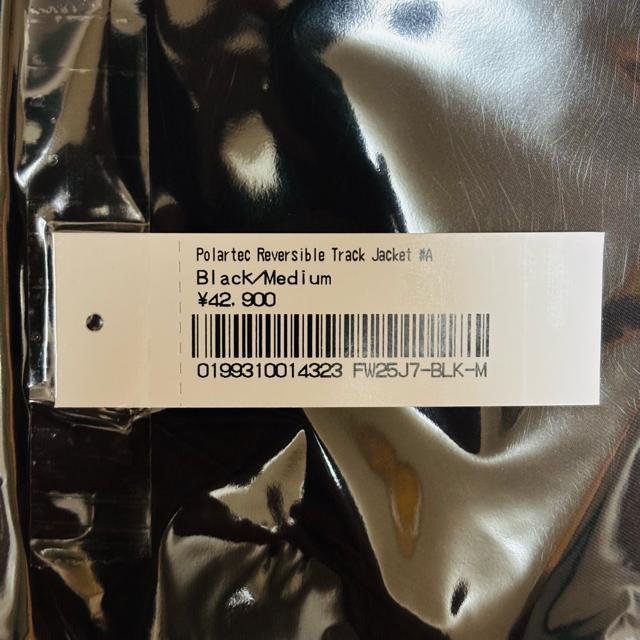 Polartec Reversible Track Jacket #A
Black/Medium
¥42,900
0199310014323 FW25J7-BLK-M